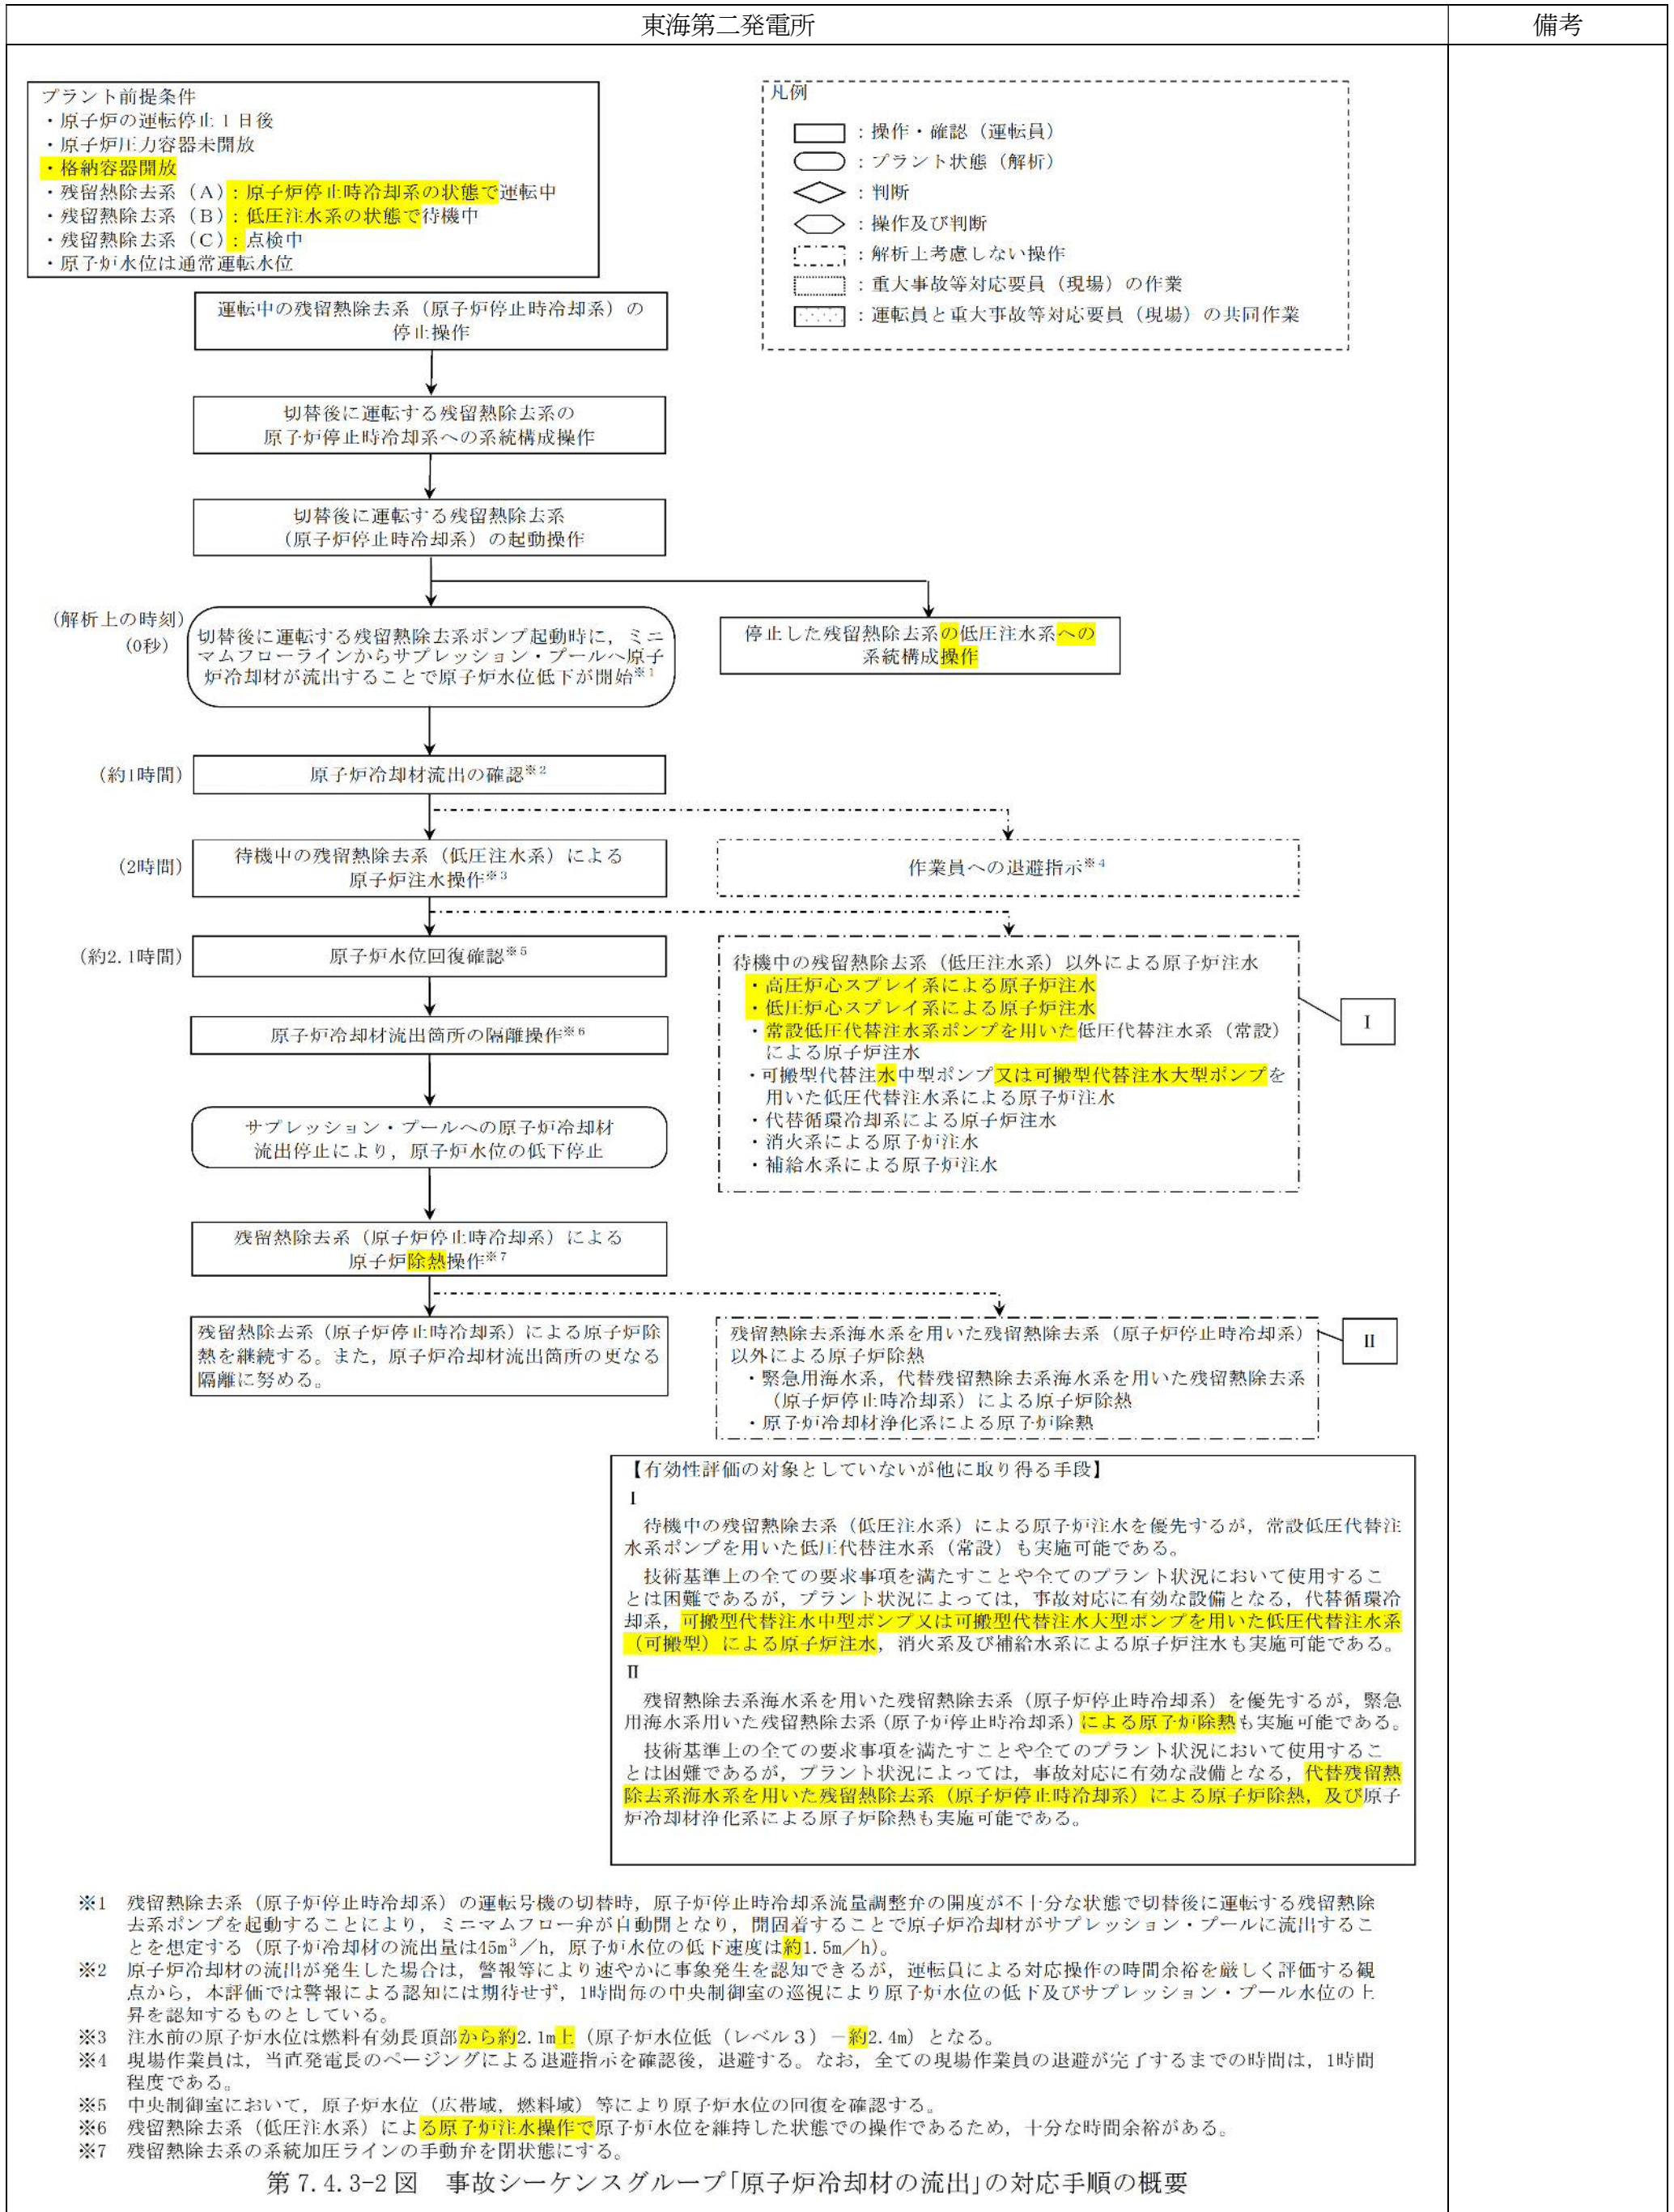 東海第二発電所
備考
プラント前提条件
・原子炉の運転停止1日後
・原子炉圧力容器未開放
・格納容器開放
・残留熱除去系（A）：原子炉停止時冷却系の状態で運転中
・残留熱除去系（B）：低圧注水系の状態で待機中
・残留熱除去系（C）：点検中
・原子炉水位は通常運転水位
凡例
：操作・確認（運転員）
：プラント状態（解析）
：判断
：操作及び判断
：解析上考慮しない操作
：重大事故等対応要員（現場）の作業
：運転員と重大事故等対応要員（現場）の共同作業
運転中の残留熱除去系（原子炉停止時冷却系）の
停止操作
切替後に運転する残留熱除去系の
原子炉停止時冷却系への系統構成操作
切替後に運転する残留熱除去系
（原子炉停止時冷却系）の起動操作
（解析上の時刻）
（0秒）
切替後に運転する残留熱除去系ポンプ起動時に，ミニ
マムフローラインからサプレッション・プールへ原子
炉冷却材が流出することで原子炉水位低下が開始※1
停止した残留熱除去系の低圧注水系への
系統構成操作
（約1時間）
原子炉冷却材流出の確認※2
（2時間）
待機中の残留熱除去系（低圧注水系）による
原子炉注水操作※3
作業員への退避指示※4
（約2.1時間）
原子炉水位回復確認※5
待機中の残留熱除去系（低圧注水系）以外による原子炉注水
・高圧炉心スプレイ系による原子炉注水
・低圧炉心スプレイ系による原子炉注水
・常設低圧代替注水系ポンプを用いた低圧代替注水系（常設）
による原子炉注水
・可搬型代替注水中型ポンプ又は可搬型代替注水大型ポンプを
用いた低圧代替注水系による原子炉注水
・代替循環冷却系による原子炉注水
・消火系による原子炉注水
・補給水系による原子炉注水
Ⅰ
原子炉冷却材流出箇所の隔離操作※6
サプレッション・プールへの原子炉冷却材
流出停止により，原子炉水位の低下停止
残留熱除去系（原子炉停止時冷却系）による
原子炉除熱操作※7
残留熱除去系（原子炉停止時冷却系）による原子炉除
熱を継続する。また，原子炉冷却材流出箇所の更なる
隔離に努める。
残留熱除去系海水系を用いた残留熱除去系（原子炉停止時冷却系）
以外による原子炉除熱
・緊急用海水系，代替残留熱除去系海水系を用いた残留熱除去系
（原子炉停止時冷却系）による原子炉除熱
・原子炉冷却材浄化系による原子炉除熱
Ⅱ
【有効性評価の対象としていないが他に取り得る手段】
Ⅰ
待機中の残留熱除去系（低圧注水系）による原子炉注水を優先するが，常設低圧代替注
水系ポンプを用いた低圧代替注水系（常設）も実施可能である。
技術基準上の全ての要求事項を満たすことや全てのプラント状況において使用するこ
とは困難であるが，プラント状況によっては，事故対応に有効な設備となる，代替循環冷
却系，可搬型代替注水中型ポンプ又は可搬型代替注水大型ポンプを用いた低圧代替注水系
（可搬型）による原子炉注水，消火系及び補給水系による原子炉注水も実施可能である。
Ⅱ
残留熱除去系海水系を用いた残留熱除去系（原子炉停止時冷却系）を優先するが，緊急
用海水系用いた残留熱除去系（原子炉停止時冷却系）による原子炉除熱も実施可能である。
技術基準上の全ての要求事項を満たすことや全てのプラント状況において使用するこ
とは困難であるが，プラント状況によっては，事故対応に有効な設備となる，代替残留熱
除去系海水系を用いた残留熱除去系（原子炉停止時冷却系）による原子炉除熱，及び原子
炉冷却材浄化系による原子炉除熱も実施可能である。
※1 残留熱除去系（原子炉停止時冷却系）の運転号機の切替時，原子炉停止時冷却系流量調整弁の開度が不十分な状態で切替後に運転する残留熱除
去系ポンプを起動することにより，ミニマムフロー弁が自動開となり，開固着することで原子炉冷却材がサプレッション・プールに流出するこ
とを想定する（原子炉冷却材の流出量は45m³／h，原子炉水位の低下速度は約1.5m／h）。
※2 原子炉冷却材の流出が発生した場合は，警報等により速やかに事象発生を認知できるが，運転員による対応操作の時間余裕を厳しく評価する観
点から，本評価では警報による認知には期待せず，1時間毎の中央制御室の巡視により原子炉水位の低下及びサプレッション・プール水位の上
昇を認知するものとしている。
※3 注水前の原子炉水位は燃料有効長頂部から約2.1m上（原子炉水位低（レベル3）－約2.4m）となる。
※4 現場作業員は，当直発電長のページングによる退避指示を確認後，退避する。なお，全ての現場作業員の退避が完了するまでの時間は，1時間
程度である。
※5 中央制御室において，原子炉水位（広帯域，燃料域）等により原子炉水位の回復を確認する。
※6 残留熱除去系（低圧注水系）による原子炉注水操作で原子炉水位を維持した状態での操作であるため，十分な時間余裕がある。
※7 残留熱除去系の系統加圧ラインの手動弁を閉状態にする。
第7.4.3-2図 事故シーケンスグループ「原子炉冷却材の流出」の対応手順の概要